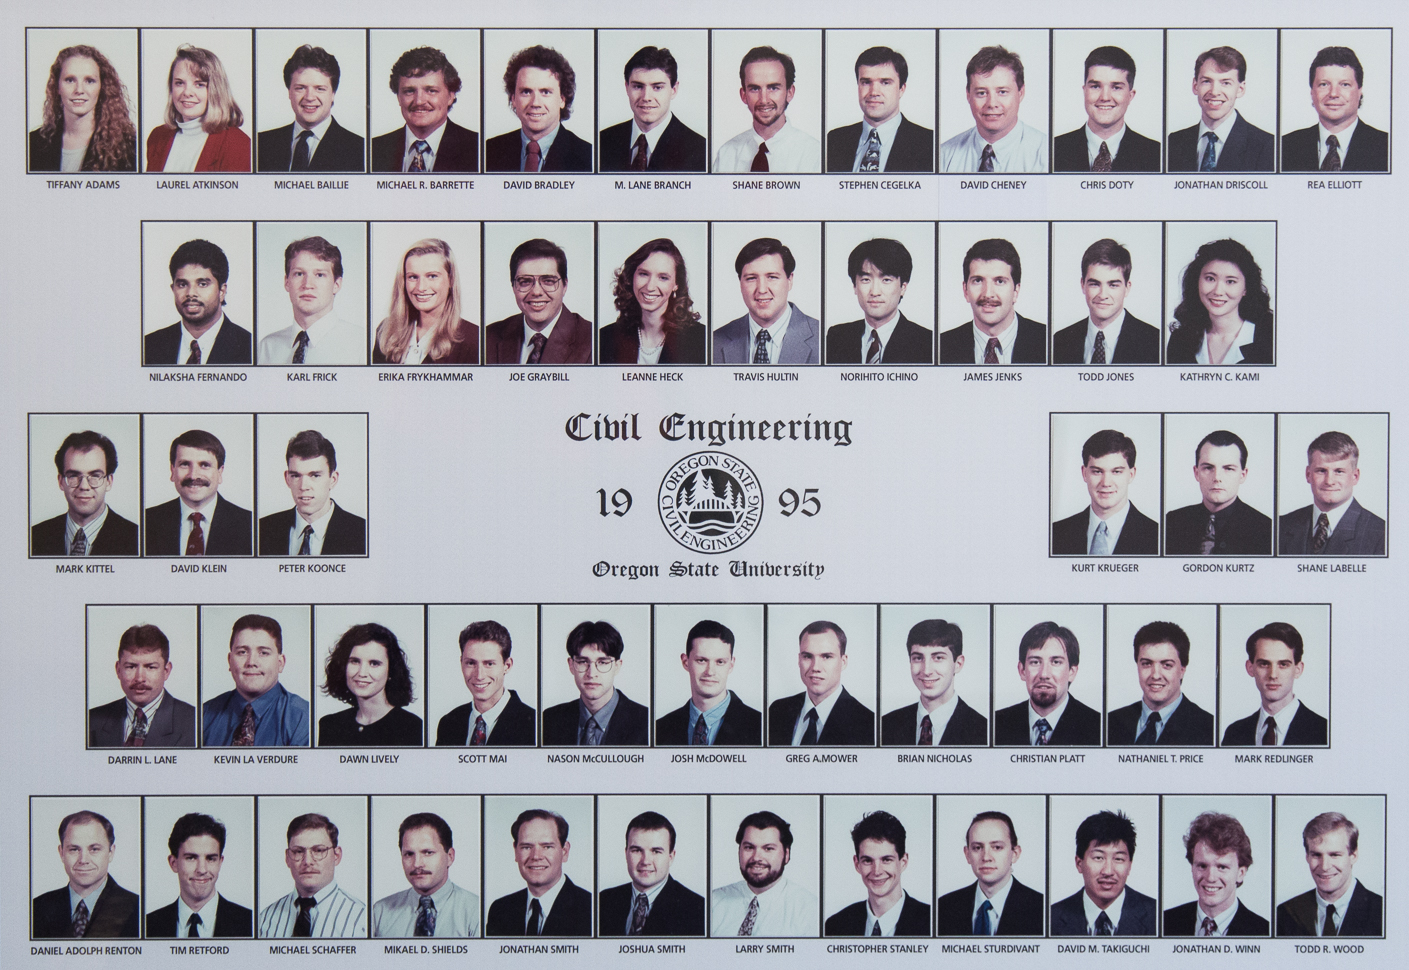 TIFFANY ADAMS LAUREL ATKINSON MICHAEL BAILLIE MICHAEL R. BARRETTE DAVID BRADLEY M. LANE BRANCH SHANE BROWN STEPHEN CEGELKA DAVID CHENEY CHRIS DOTY JONATHAN DRISCOLL REA ELLIOTT
NILAKSHA FERNANDO KARL FRICK ERIKA FRYKHAMMAR JOE GRAYBILL LEANNE HECK TRAVIS HULTIN NORIHITO ICHINO JAMES JENKS TODD JONES KATHRYN C. KAMI
Civil Engineering
OREGON STATE
19 95
CIVIL ENGINEERING
Oregon State University
MARK KITTEL DAVID KLEIN PETER KOONCE KURT KRUEGER GORDON KURTZ SHANE LABELLE
DARRIN L. LANE KEVIN LA VERDURE DAWN LIVELY SCOTT MAI NASON McCULLOUGH JOSH McDOWELL GREG A.MOWER BRIAN NICHOLAS CHRISTIAN PLATT NATHANIEL T. PRICE MARK REDLINGER
DANIEL ADOLPH RENTON TIM RETFORD MICHAEL SCHAFFER MIKAEL D. SHIELDS JONATHAN SMITH JOSHUA SMITH LARRY SMITH CHRISTOPHER STANLEY MICHAEL STURDIVANT DAVID M. TAKIGUCHI JONATHAN D. WINN TODD R. WOOD